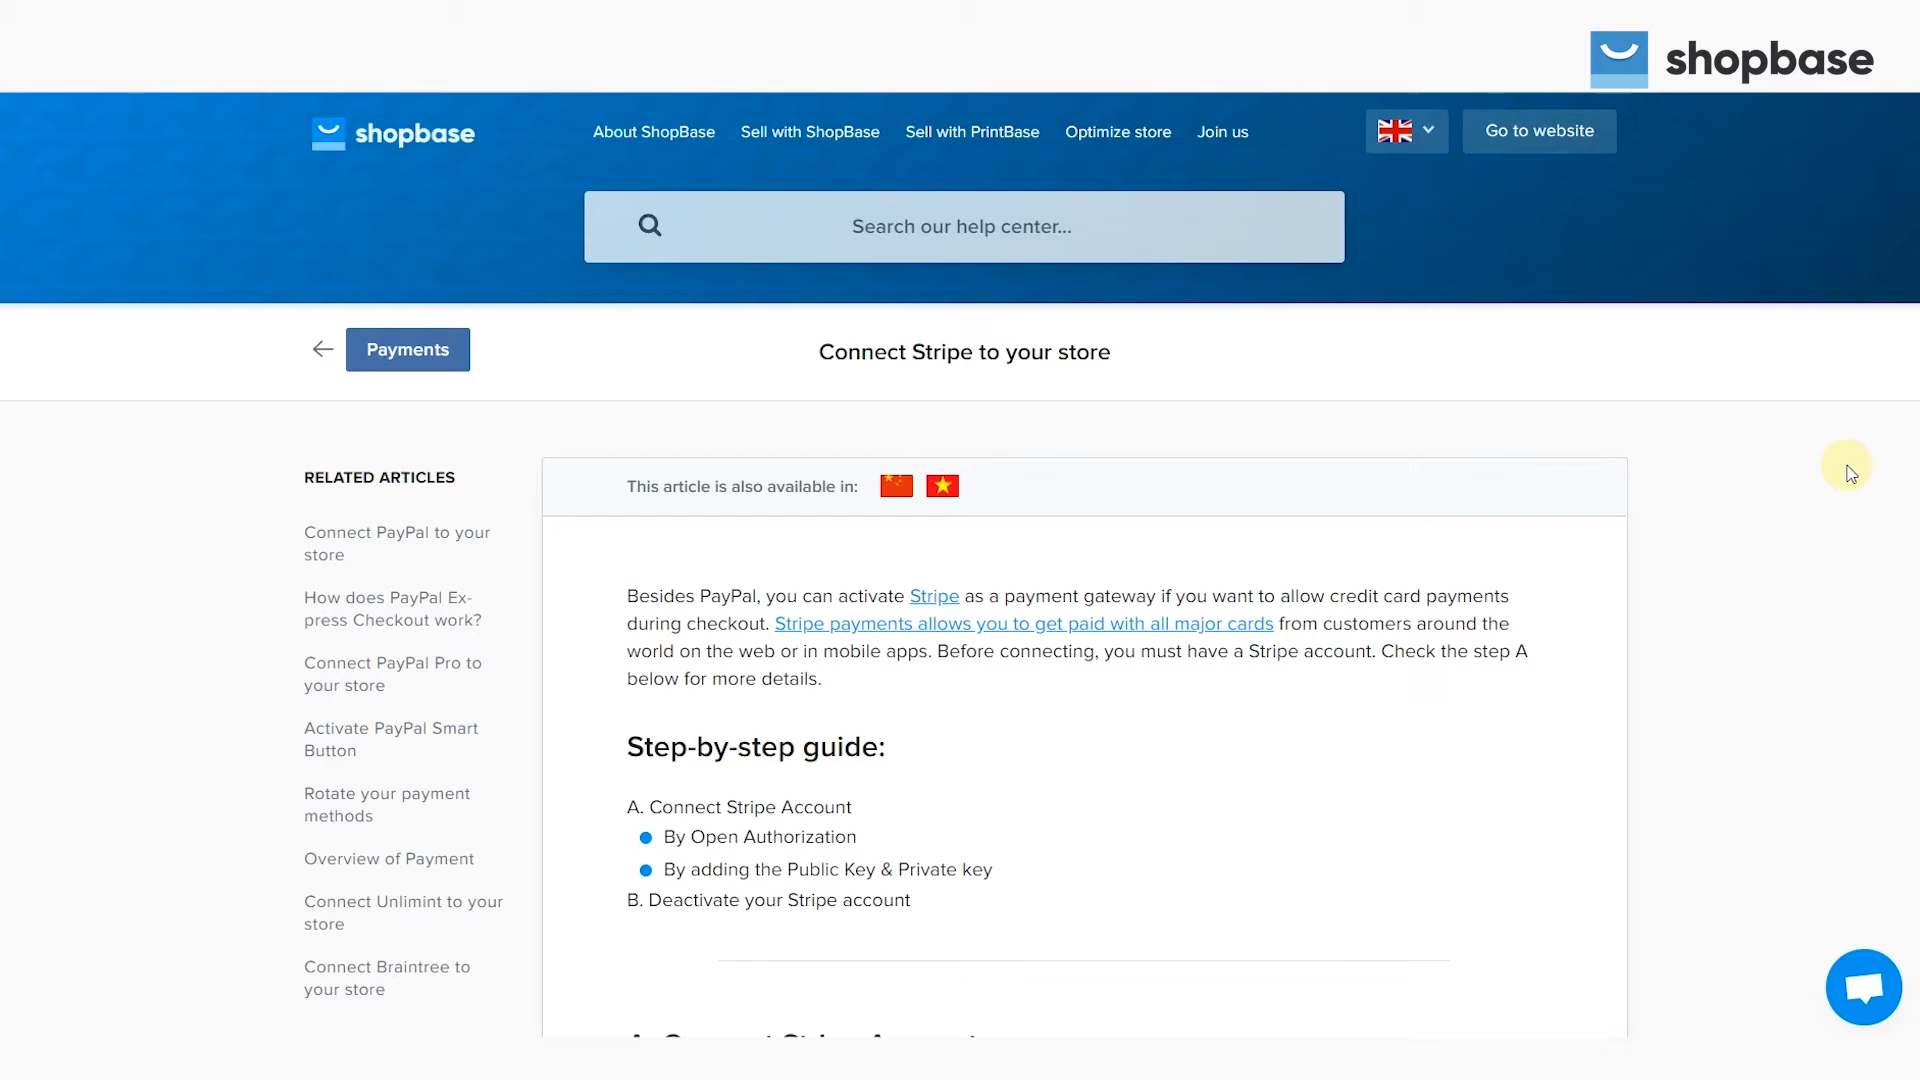 shopbase
shopbase
About ShopBase
Sell with ShopBase
Sell with PrintBase
Optimize store
Join us
Go to website
Search our help center...
Payments
Connect Stripe to your store
RELATED ARTICLES
Connect PayPal to your
store
How does PayPal Ex-
press Checkout work?
Connect PayPal Pro to
your store
Activate PayPal Smart
Button
Rotate your payment
methods
Overview of Payment
Connect Unlimint to your
store
Connect Braintree to
your store
This article is also available in:
Besides PayPal, you can activate Stripe as a payment gateway if you want to allow credit card payments
during checkout. Stripe payments allows you to get paid with all major cards from customers around the
world on the web or in mobile apps. Before connecting, you must have a Stripe account. Check the step A
below for more details.
Step-by-step guide:
A. Connect Stripe Account
By Open Authorization
By adding the Public Key & Private key
B. Deactivate your Stripe account